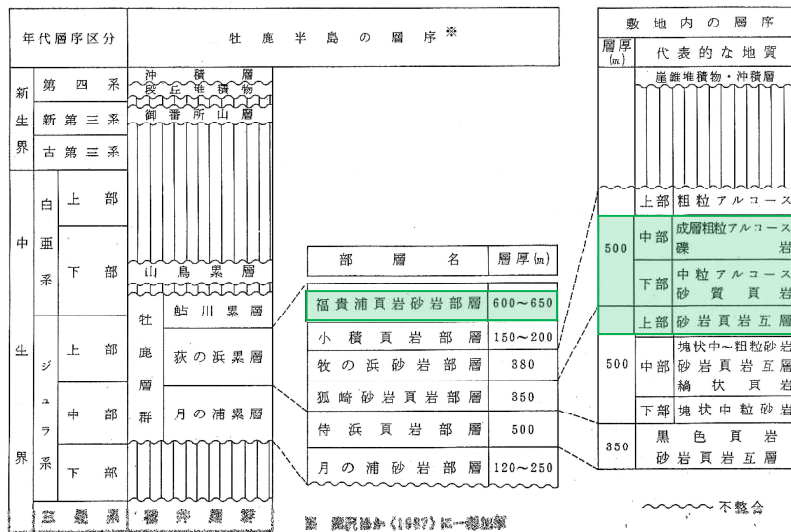 年代層序区分
牡鹿半島の層序※
新生界
第四系
新第三系
古第三系
中生界
白亜系
上部
下部
ジュラ系
上部
中部
下部
沖積層
段丘堆積物
御番所山層
山鳥累層
牡鹿層群
鮎川累層
荻の浜累層
月の浦累層
部層名 層厚(m)
福貴浦頁岩砂岩部層 600~650
小積頁岩部層 150~200
牧の浜砂岩部層 380
狐崎砂岩頁岩部層 350
侍浜頁岩部層 500
月の浦砂岩部層 120~250
敷地内の層序
層厚(m) 代表的な地質
崖錐堆積物・沖積層
500
上部 粗粒アルコース
中部 成層粗粒アルコース
礫岩
下部 中粒アルコース
砂質頁岩
500
上部 砂岩頁岩互層
中部 塊状中~粗粒砂岩
砂岩頁岩互層
縞状頁岩
下部 塊状中粒砂岩
350
黒色頁岩
砂岩頁岩互層
不整合